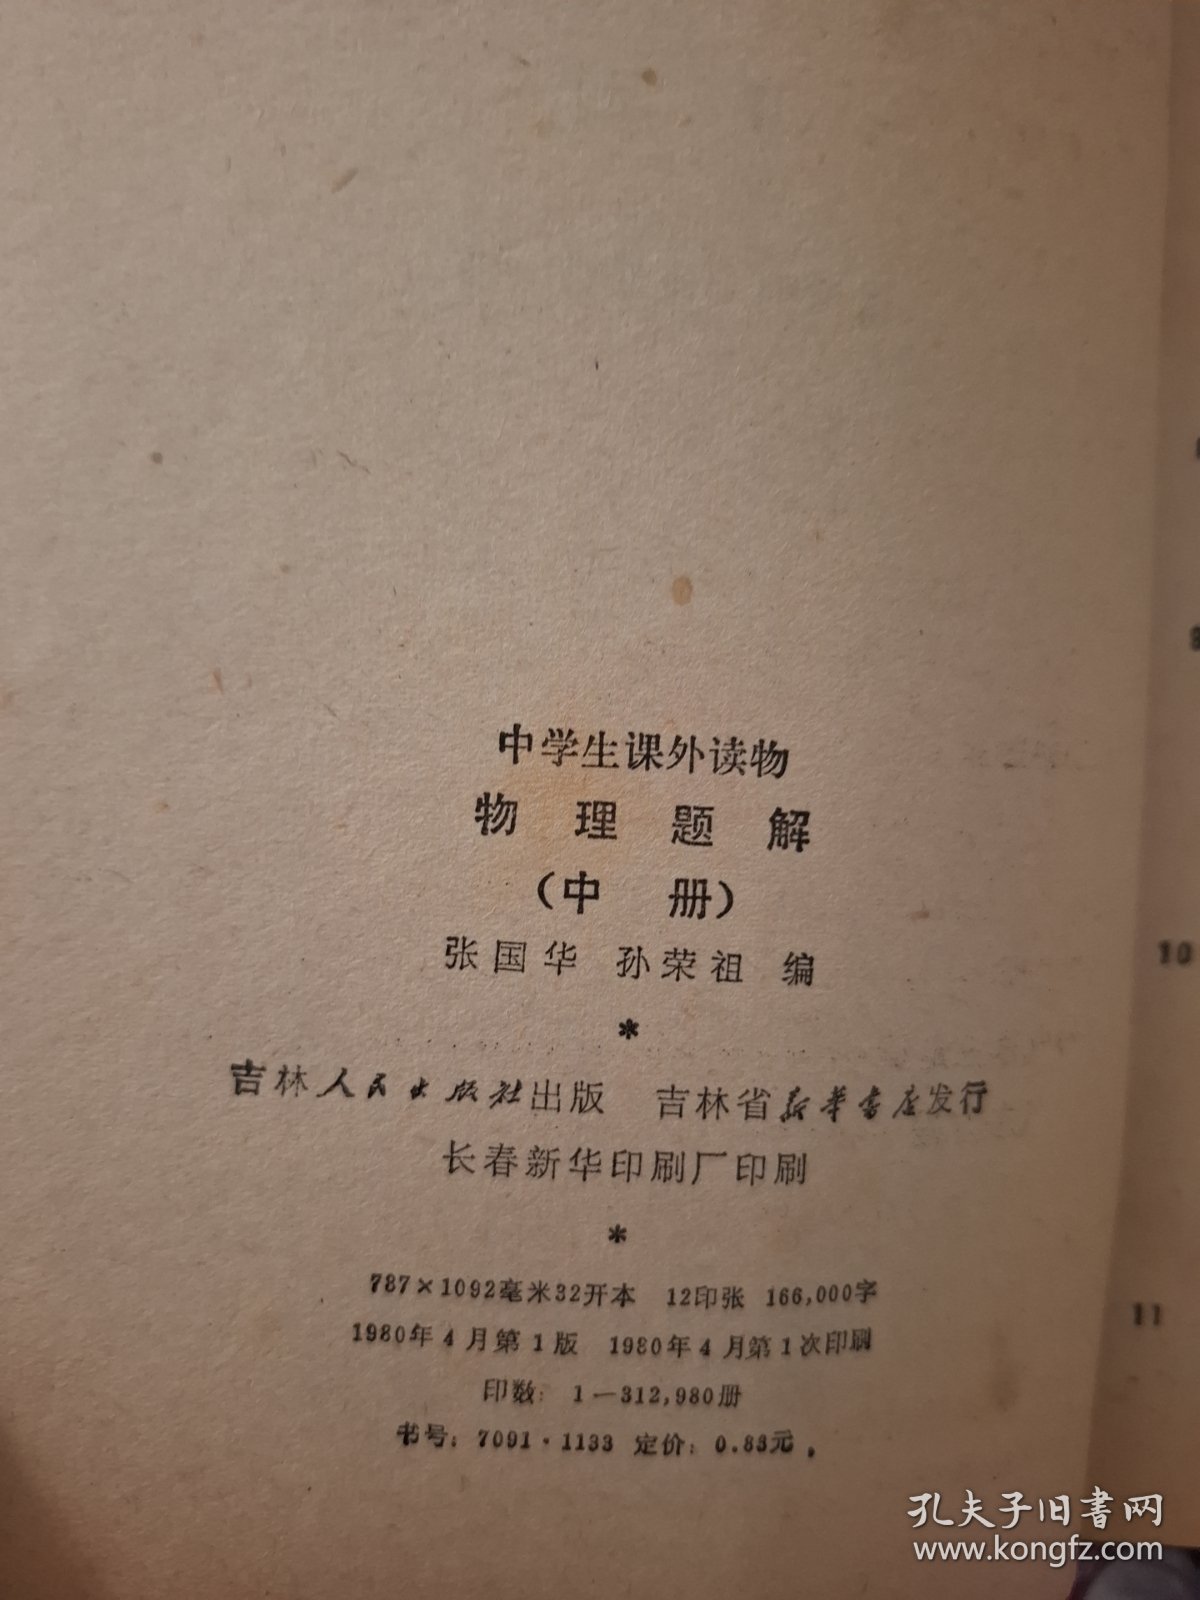 中学生课外读物
物理题解
（中册）
张国华 孙荣祖 编
*
吉林人民出版社出版 吉林省新华书店发行
长春新华印刷厂印刷
*
787×1092毫米32开本 12印张 166,000字
1980年4月第1版 1980年4月第1次印刷
印数：1—312,980册
书号：7091·1133 定价：0.83元。
10
11
孔夫子旧书网
www.kongfz.com